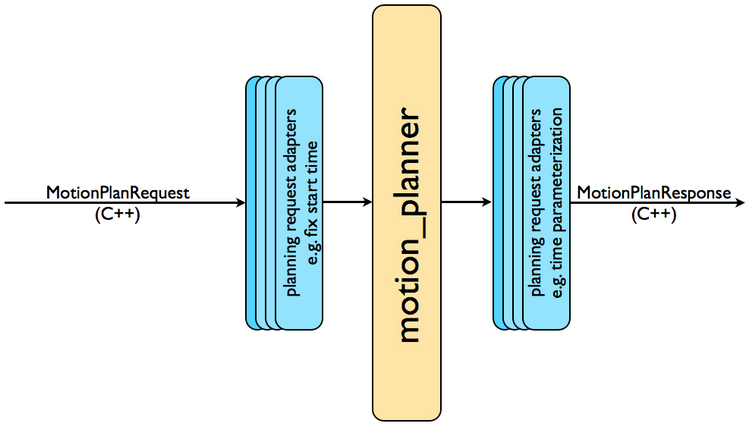 MotionPlanRequest
(C++)
planning request adapters
e.g.fix start time
motion_planner
planning request adapters
e.g. time parameterization
MotionPlanResponse
(C++)